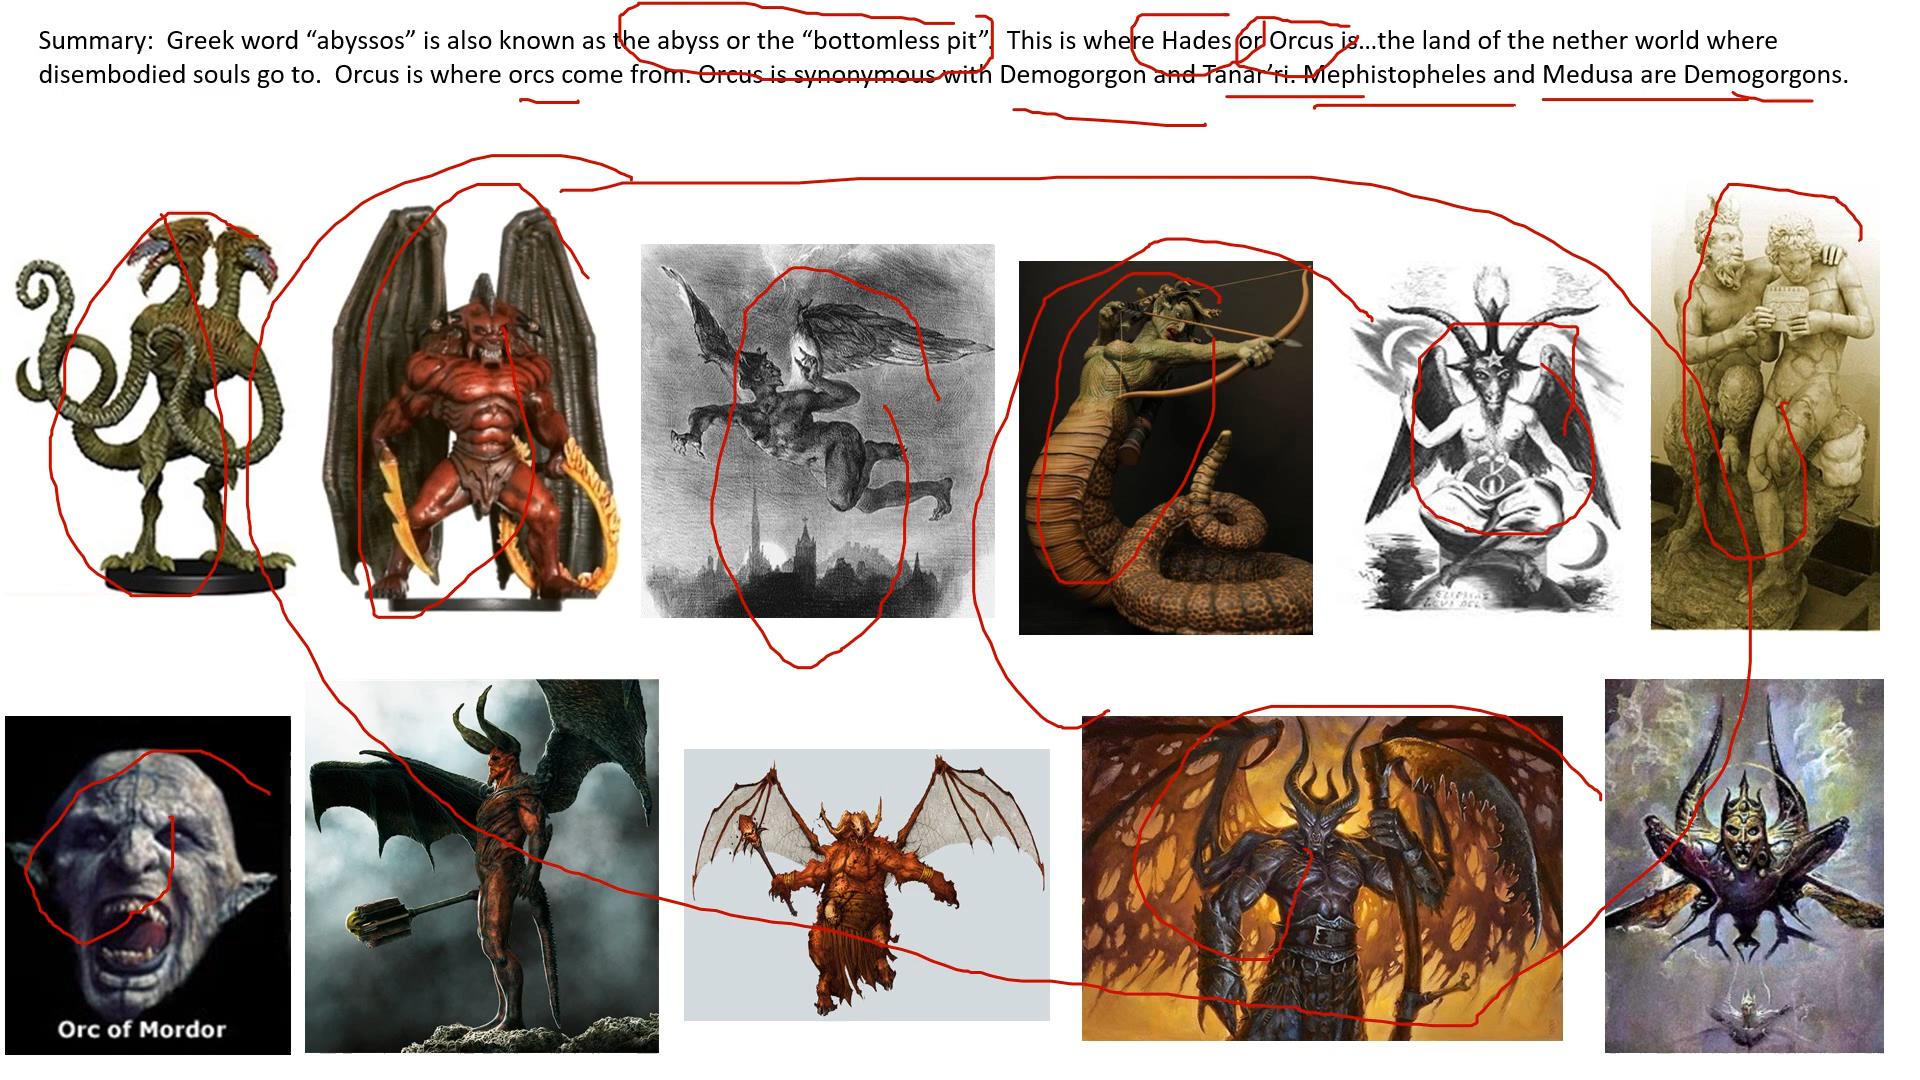 Summary:  Greek word “abyssos” is also known as the abyss or the “bottomless pit”.  This is where Hades or Orcus is...the land of the nether world where
disembodied souls go to.  Orcus is where orcs come from. Orcus is synonymous with Demogorgon and Tanar’ri. Mephistopheles and Medusa are Demogorgons.
Orc of Mordor